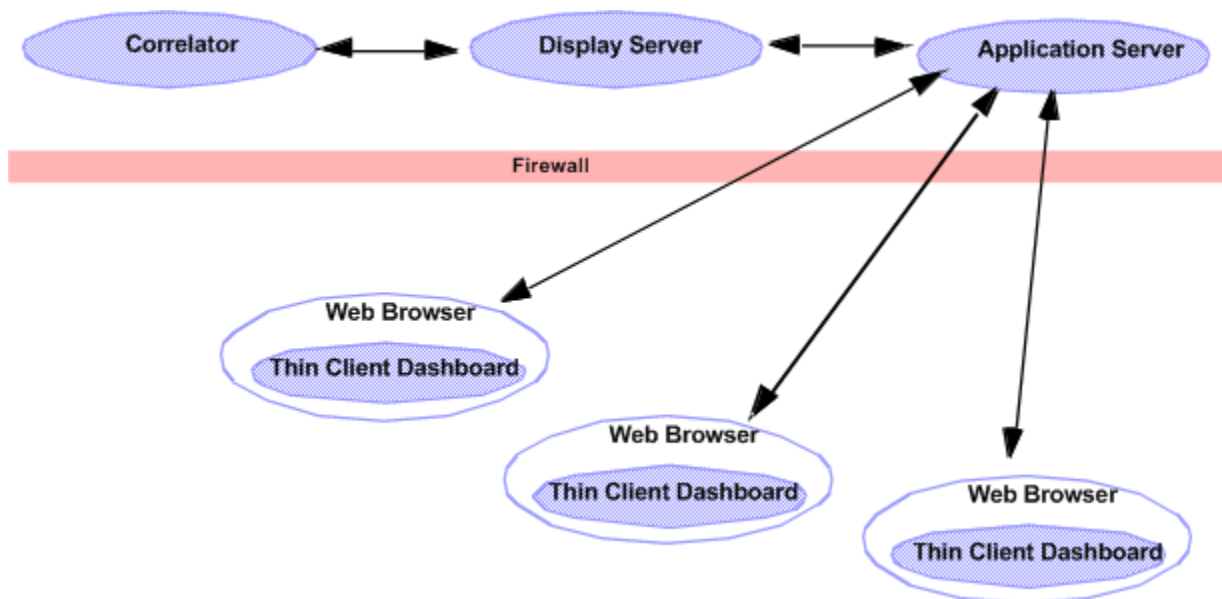 Correlator
Display Server
Application Server
Firewall
Web Browser
Thin Client Dashboard
Web Browser
Thin Client Dashboard
Web Browser
Thin Client Dashboard